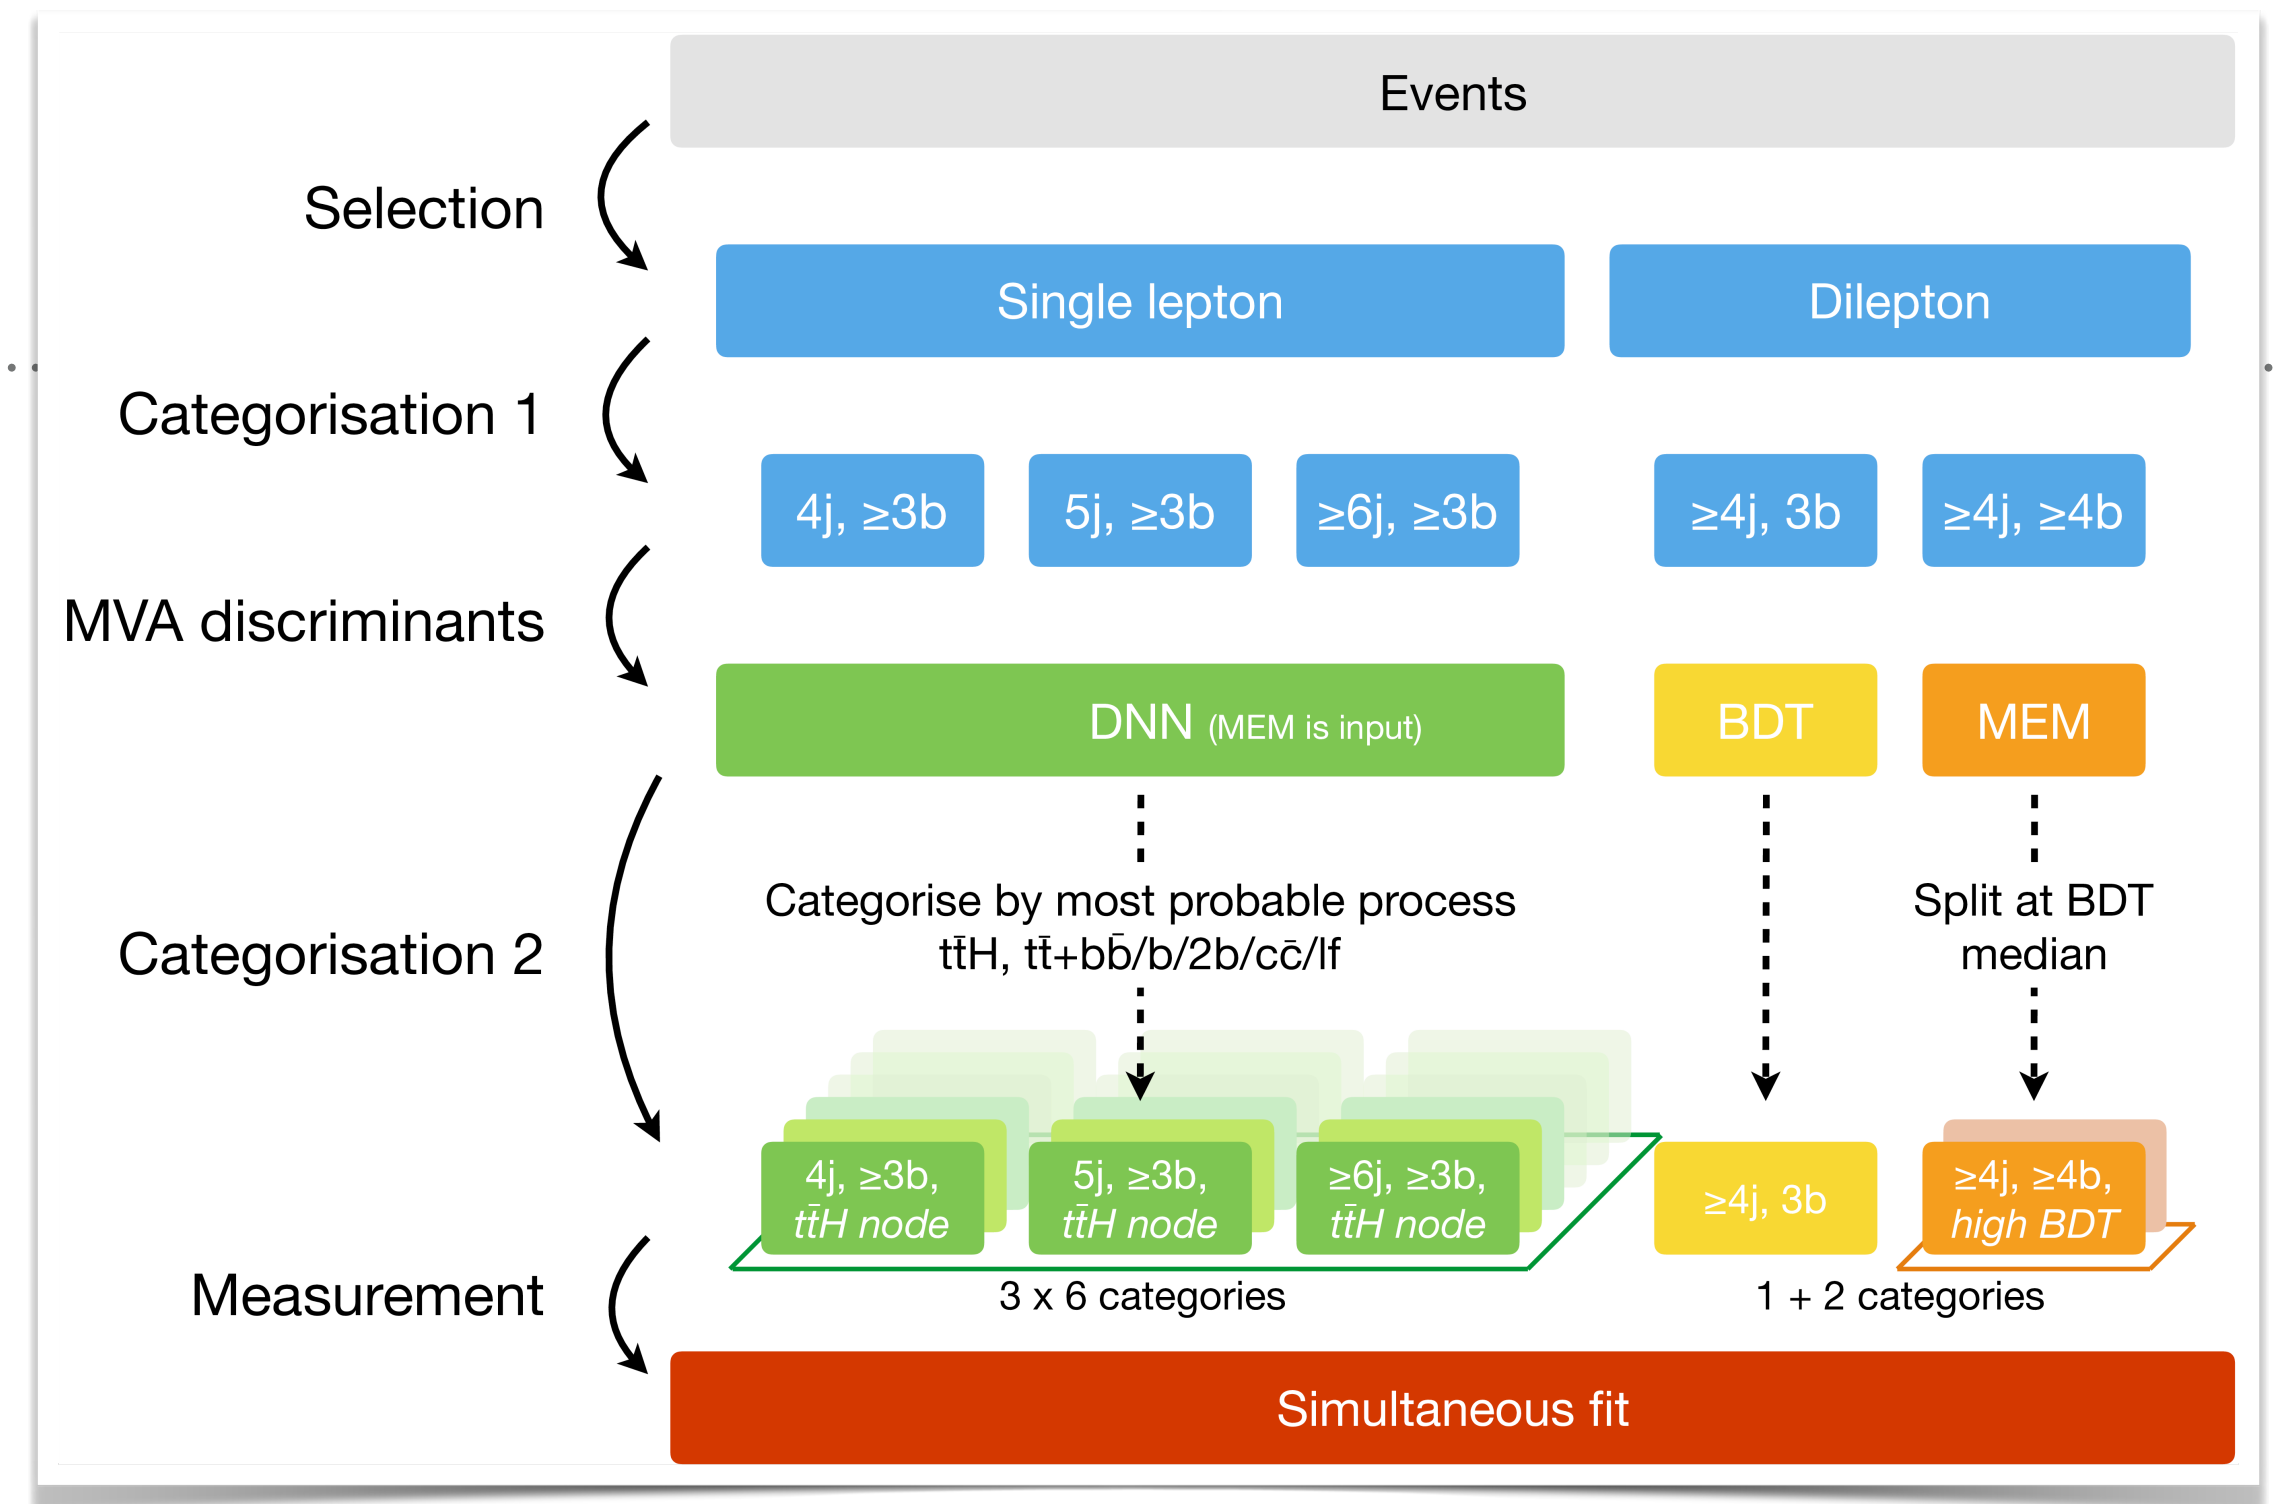 Events
Selection
Single lepton
Dilepton
Categorisation 1
4j, ≥3b
5j, ≥3b
≥6j, ≥3b
≥4j, 3b
≥4j, ≥4b
MVA discriminants
DNN (MEM is input)
BDT
MEM
Categorise by most probable process
tt̄H, tt̄+bb̄/b/2b/cc̄/lf
Split at BDT
median
Categorisation 2
4j, ≥3b,
tt̄H node
5j, ≥3b,
tt̄H node
≥6j, ≥3b,
tt̄H node
≥4j, 3b
≥4j, ≥4b,
high BDT
3 x 6 categories
1 + 2 categories
Measurement
Simultaneous fit